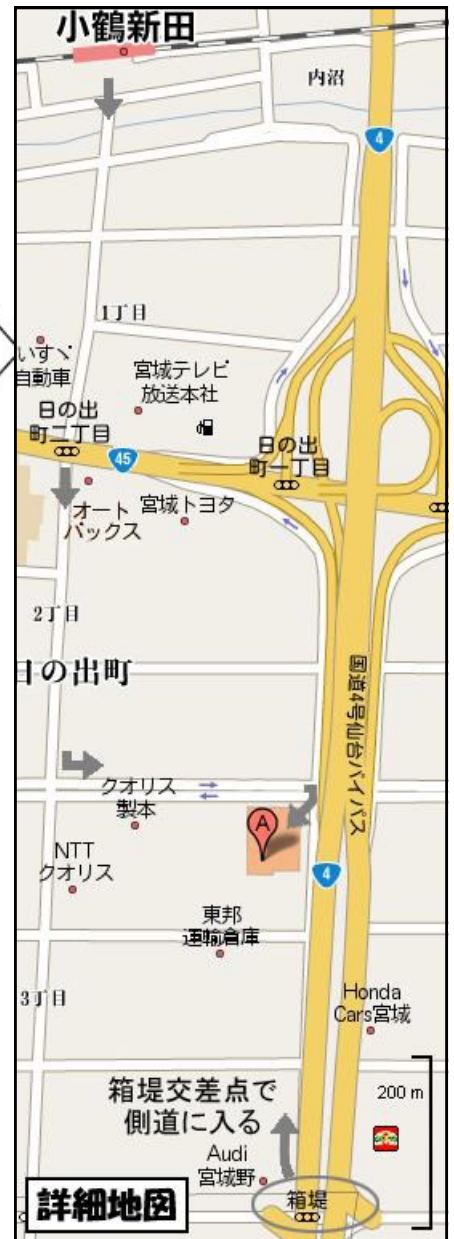 小鶴新田
内沼
4
1丁目
いすゞ
自動車
宮城テレビ
放送本社
日の出
町二丁目
日の出
町一丁目
45
オート
バックス
宮城トヨタ
2丁目
日の出町
国道4号仙台バイパス
クオリス
製本
A
NTT
クオリス
4
東邦
運輸倉庫
3丁目
Honda
Cars宮城
箱堤交差点で
側道に入る
200 m
Audi
宮城野
箱堤
詳細地図